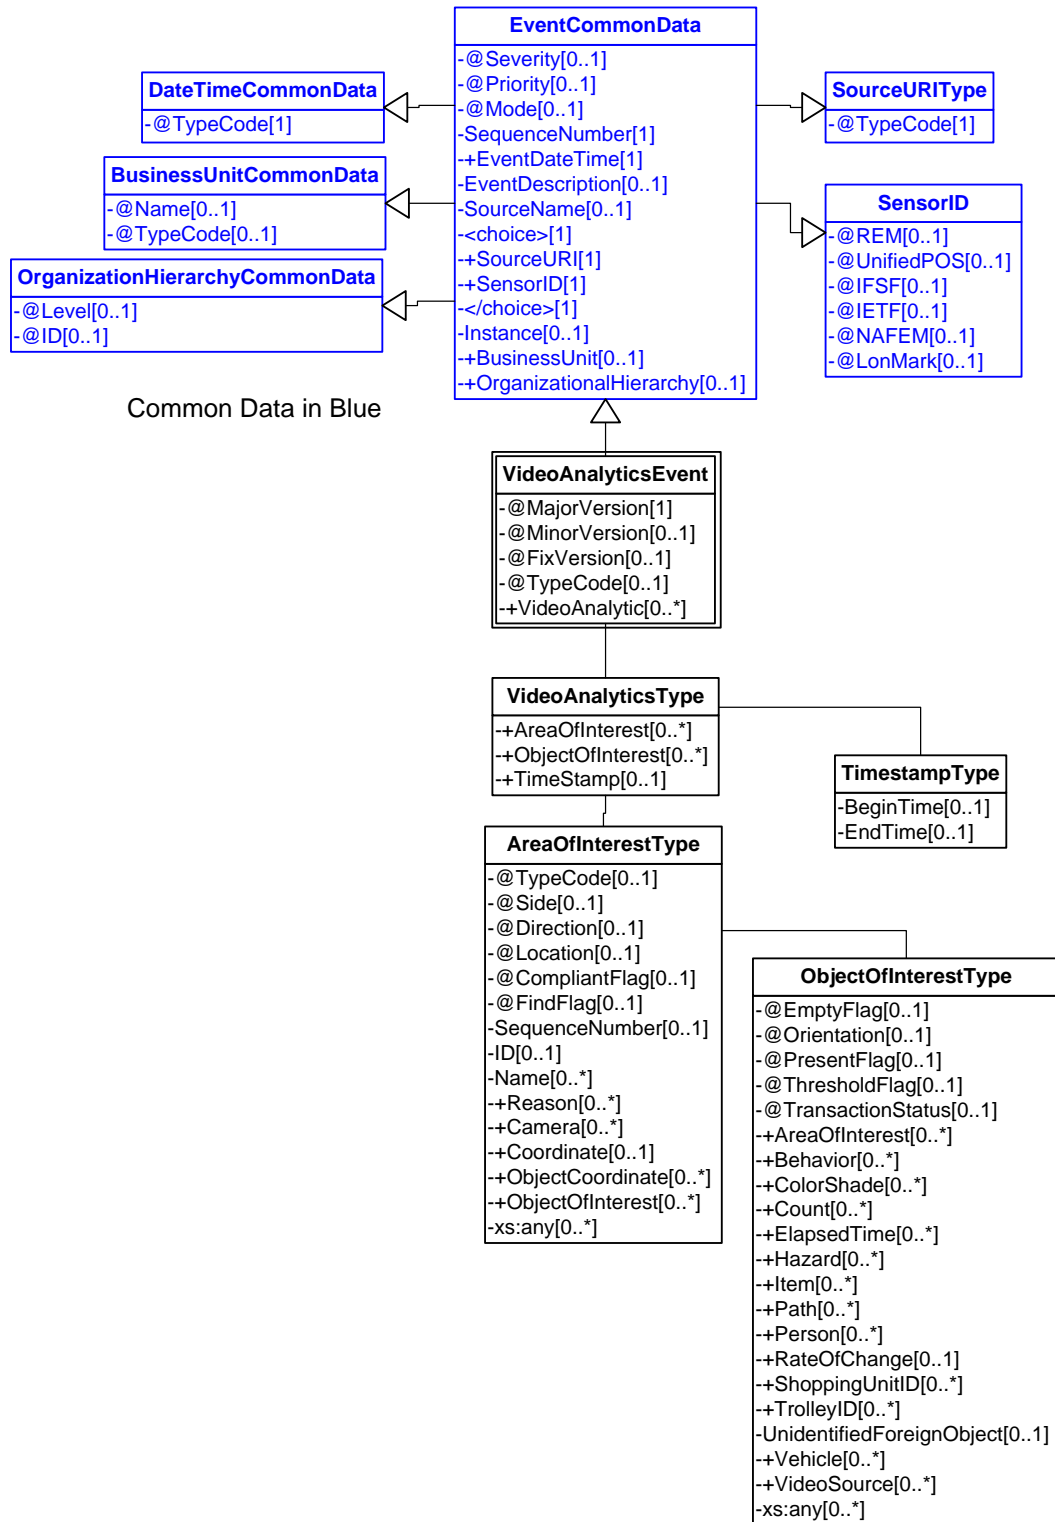 EventCommonData
-@Severity[0..1]
-@Priority[0..1]
-@Mode[0..1]
-SequenceNumber[1]
-+EventDateTime[1]
-EventDescription[0..1]
-SourceName[0..1]
-<choice>[1]
-+SourceURI[1]
-+SensorID[1]
-</choice>[1]
-Instance[0..1]
-+BusinessUnit[0..1]
-+OrganizationalHierarchy[0..1]
DateTimeCommonData
-@TypeCode[1]
BusinessUnitCommonData
-@Name[0..1]
-@TypeCode[0..1]
OrganizationHierarchyCommonData
-@Level[0..1]
-@ID[0..1]
SourceURIType
-@TypeCode[1]
SensorID
-@REM[0..1]
-@UnifiedPOS[0..1]
-@IFSF[0..1]
-@IETF[0..1]
-@NAFEM[0..1]
-@LonMark[0..1]
Common Data in Blue
VideoAnalyticsEvent
-@MajorVersion[1]
-@MinorVersion[0..1]
-@FixVersion[0..1]
-@TypeCode[0..1]
-+VideoAnalytic[0..*]
VideoAnalyticsType
-+AreaOfInterest[0..*]
-+ObjectOfInterest[0..*]
-+TimeStamp[0..1]
TimestampType
-BeginTime[0..1]
-EndTime[0..1]
AreaOfInterestType
-@TypeCode[0..1]
-@Side[0..1]
-@Direction[0..1]
-@Location[0..1]
-@CompliantFlag[0..1]
-@FindFlag[0..1]
-SequenceNumber[0..1]
-ID[0..1]
-Name[0..*]
-+Reason[0..*]
-+Camera[0..*]
-+Coordinate[0..1]
-+ObjectCoordinate[0..*]
-+ObjectOfInterest[0..*]
-xs:any[0..*]
ObjectOfInterestType
-@EmptyFlag[0..1]
-@Orientation[0..1]
-@PresentFlag[0..1]
-@ThresholdFlag[0..1]
-@TransactionStatus[0..1]
-+AreaOfInterest[0..*]
-+Behavior[0..*]
-+ColorShade[0..*]
-+Count[0..*]
-+ElapsedTime[0..*]
-+Hazard[0..*]
-+Item[0..*]
-+Path[0..*]
-+Person[0..*]
-+RateOfChange[0..1]
-+ShoppingUnitID[0..*]
-+TrolleyID[0..*]
-UnidentifiedForeignObject[0..1]
-+Vehicle[0..*]
-+VideoSource[0..*]
-xs:any[0..*]